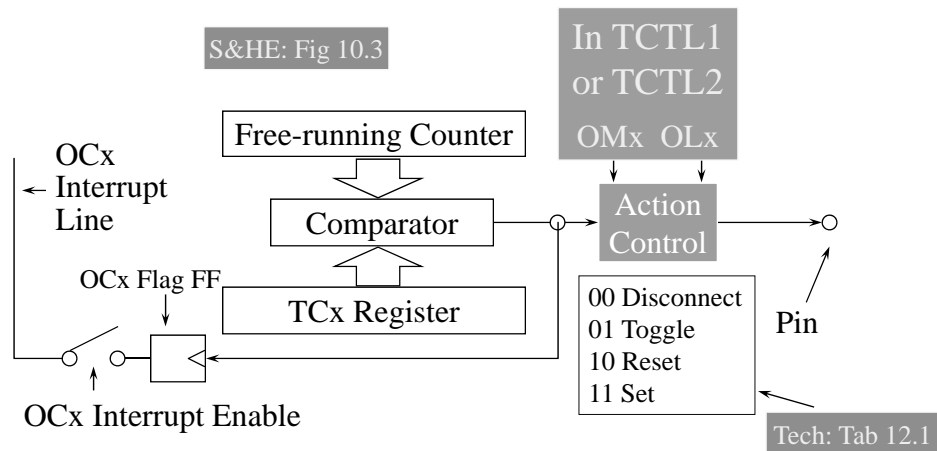 S&HE: Fig 10.3
In TCTL1
or TCTL2
OMx OLx
Free-running Counter
OCx
Interrupt
Line
Comparator
Action
Control
OCx Flag FF
TCx Register
00 Disconnect
01 Toggle
10 Reset
11 Set
Pin
OCx Interrupt Enable
Tech: Tab 12.1